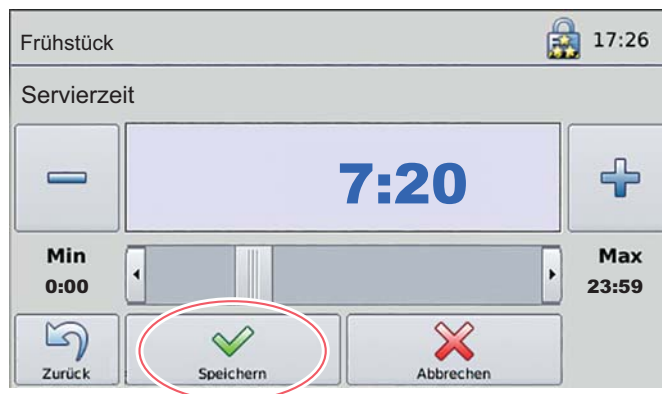 Frühstück 17:26
Servierzeit
7:20
Min Max
0:00 23:59
Zurück Speichern Abbrechen